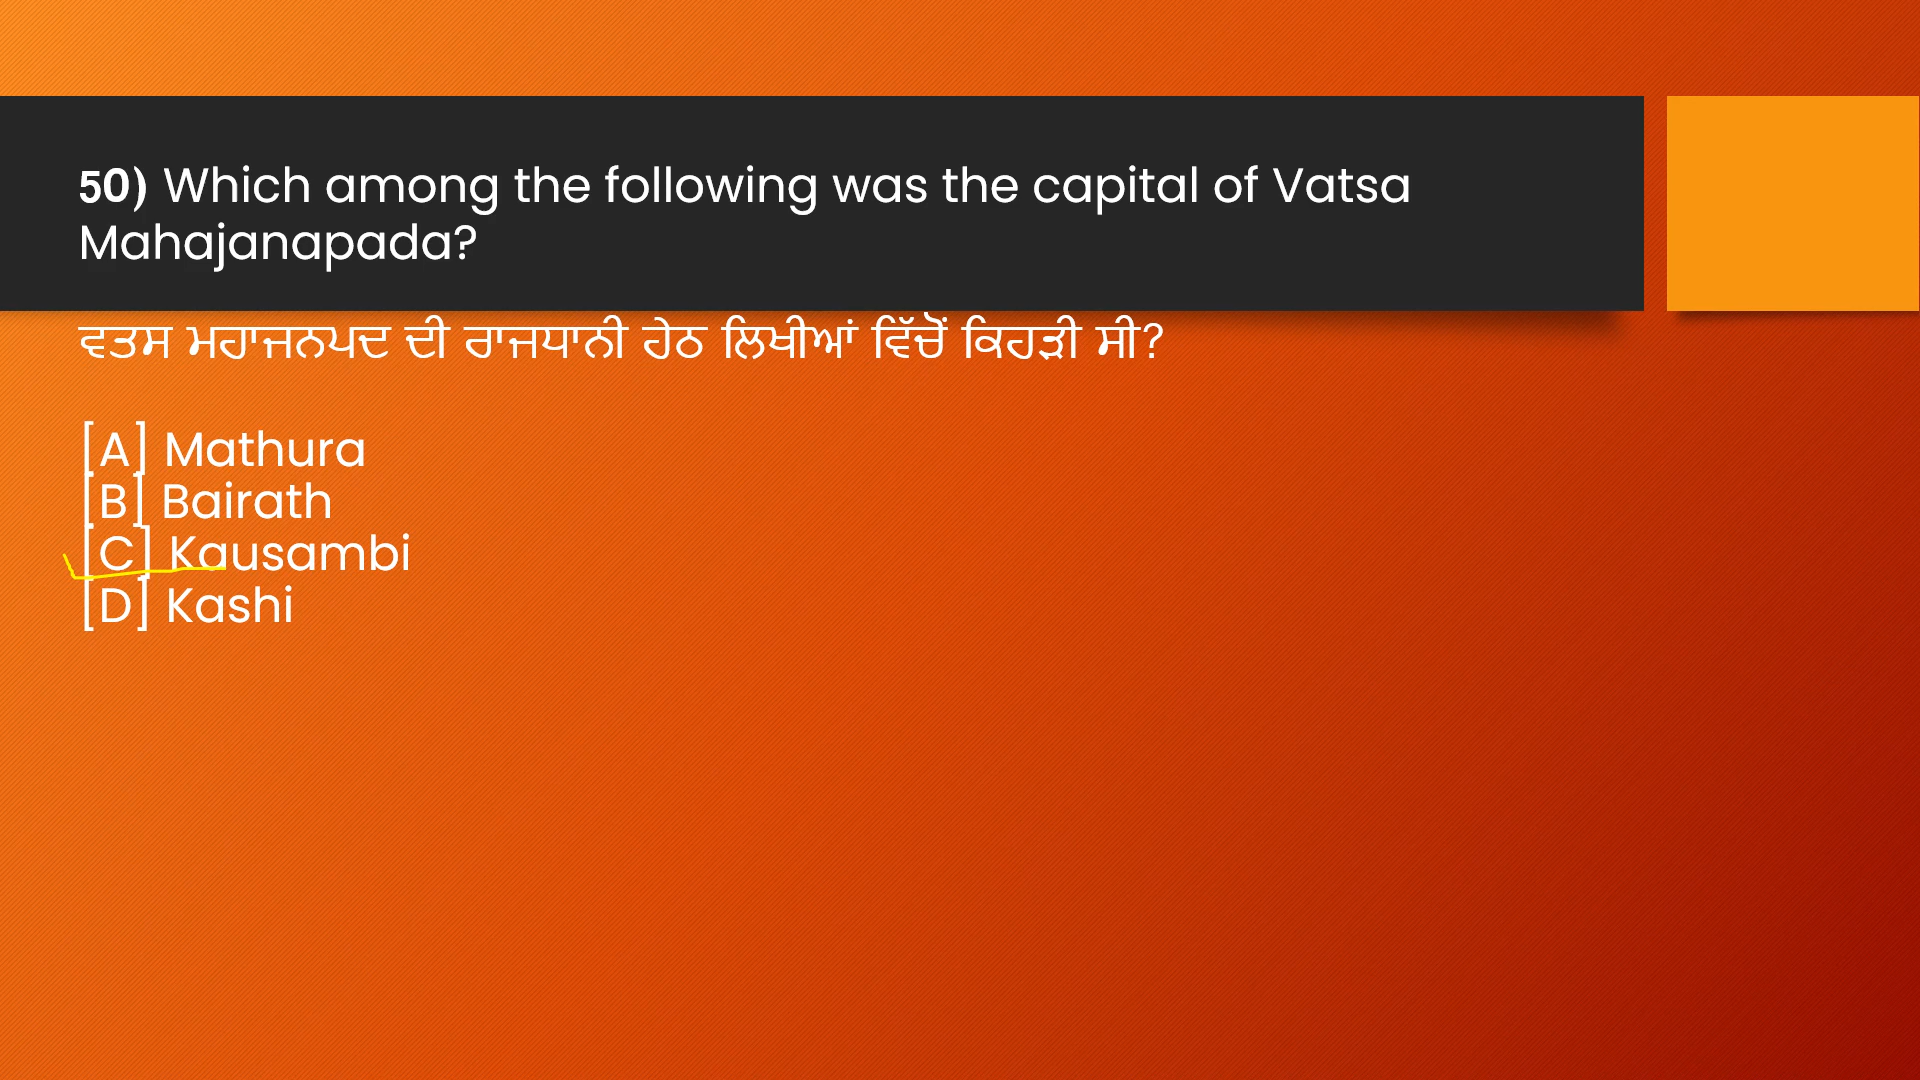 50) Which among the following was the capital of Vatsa
Mahajanapada?
ਵਤਸ ਮਹਾਜਨਪਦ ਦੀ ਰਾਜਧਾਨੀ ਹੇਠ ਲਿਖੀਆਂ ਵਿੱਚੋਂ ਕਿਹੜੀ ਸੀ?
[A] Mathura
[B] Bairath
[C] Kausambi
[D] Kashi